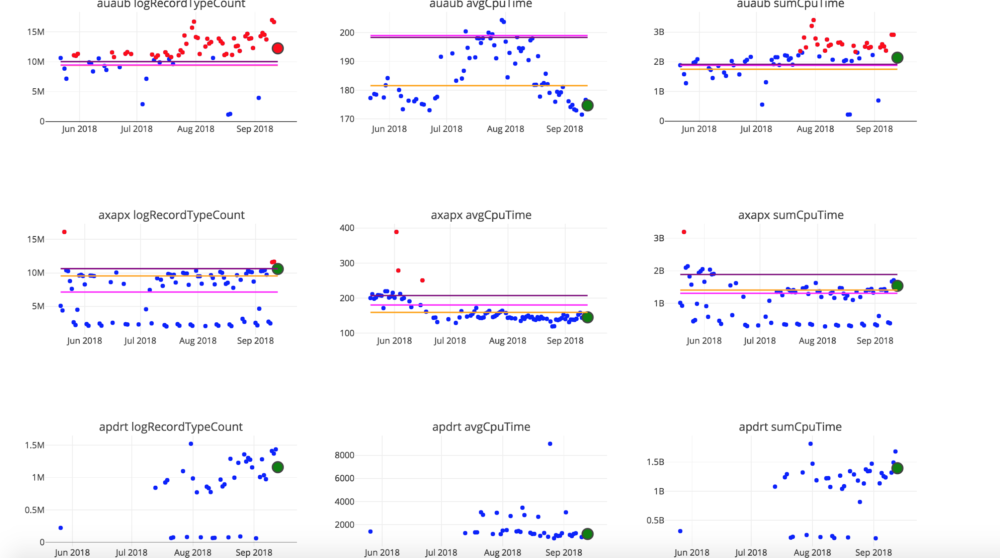 auaub logRecordTypeCount
auaub avgCpuTime
auaub sumCpuTime
15M
10M
5M
0
Jun 2018 Jul 2018 Aug 2018 Sep 2018
200
190
180
170
Jun 2018 Jul 2018 Aug 2018 Sep 2018
3B
2B
1B
0
Jun 2018 Jul 2018 Aug 2018 Sep 2018
axapx logRecordTypeCount
axapx avgCpuTime
axapx sumCpuTime
15M
10M
5M
Jun 2018 Jul 2018 Aug 2018 Sep 2018
400
300
200
100
Jun 2018 Jul 2018 Aug 2018 Sep 2018
3B
2B
1B
Jun 2018 Jul 2018 Aug 2018 Sep 2018
apdrt logRecordTypeCount
apdrt avgCpuTime
apdrt sumCpuTime
1.5M
1M
0.5M
0
Jun 2018 Jul 2018 Aug 2018 Sep 2018
8000
6000
4000
2000
Jun 2018 Jul 2018 Aug 2018 Sep 2018
1.5B
1B
0.5B
Jun 2018 Jul 2018 Aug 2018 Sep 2018